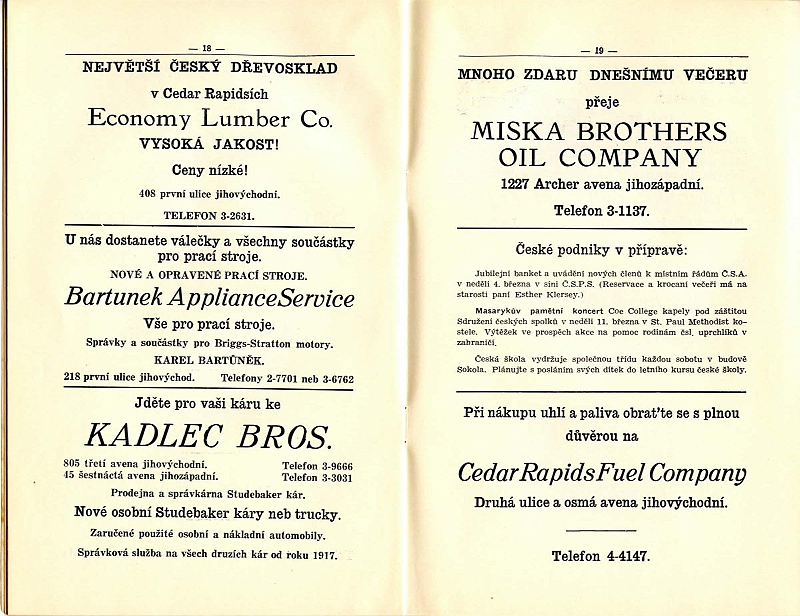 — 18 —
NEJVĚTŠÍ ČESKÝ DŘEVOSKLAD
v Cedar Rapidsích
Economy Lumber Co.
VYSOKÁ JAKOST!
Ceny nízké!
408 první ulice jihovýchodní.
TELEFON 3-2631.
U nás dostanete válečky a všechny součástky
pro prací stroje.
NOVÉ A OPRAVENÉ PRACÍ STROJE.
Bartunek Appliance Service
Vše pro prací stroje.
Správky a součástky pro Briggs-Stratton motory.
KAREL BARTŮNĚK.
218 první ulice jihovýchod. Telefony 2-7701 neb 3-6762
Jděte pro vaši káru ke
KADLEC BROS.
805 třetí avena jihovýchodní. Telefon 3-9666
45 šestnáctá avena jihozápadní. Telefon 3-3031
Prodejna a správkárna Studebaker kár.
Nové osobní Studebaker káry neb trucky.
Zaručené použité osobní a nákladní automobily.
Správková služba na všech druzích kár od roku 1917.
— 19 —
MNOHO ZDARU DNEŠNÍMU VEČERU
přeje
MISKA BROTHERS
OIL COMPANY
1227 Archer avena jihozápadní.
Telefon 3-1137.
České podniky v přípravě:
Jubilejní banket a uvádění nových členů k místním řádům Č.S.A.
v neděli 4. března v síni Č.S.P.S. (Reservace a krocaní večeři má na
starosti paní Esther Klersey.)
Masarykův pamětní koncert Coe College kapely pod záštitou
Sdružení českých spolků v neděli 11. března v St. Paul Methodist ko-
stele. Výtěžek ve prospěch akce na pomoc rodinám čsl. uprchlíků v
zahraničí.
Česká škola vydržuje společnou třídu každou sobotu v budově
Sokola. Plánujte s posláním svých dítek do letního kursu české školy.
Při nákupu uhlí a paliva obrať'te se s plnou
důvěrou na
Cedar Rapids Fuel Company
Druhá ulice a osmá avena jihovýchodní.
Telefon 4-4147.